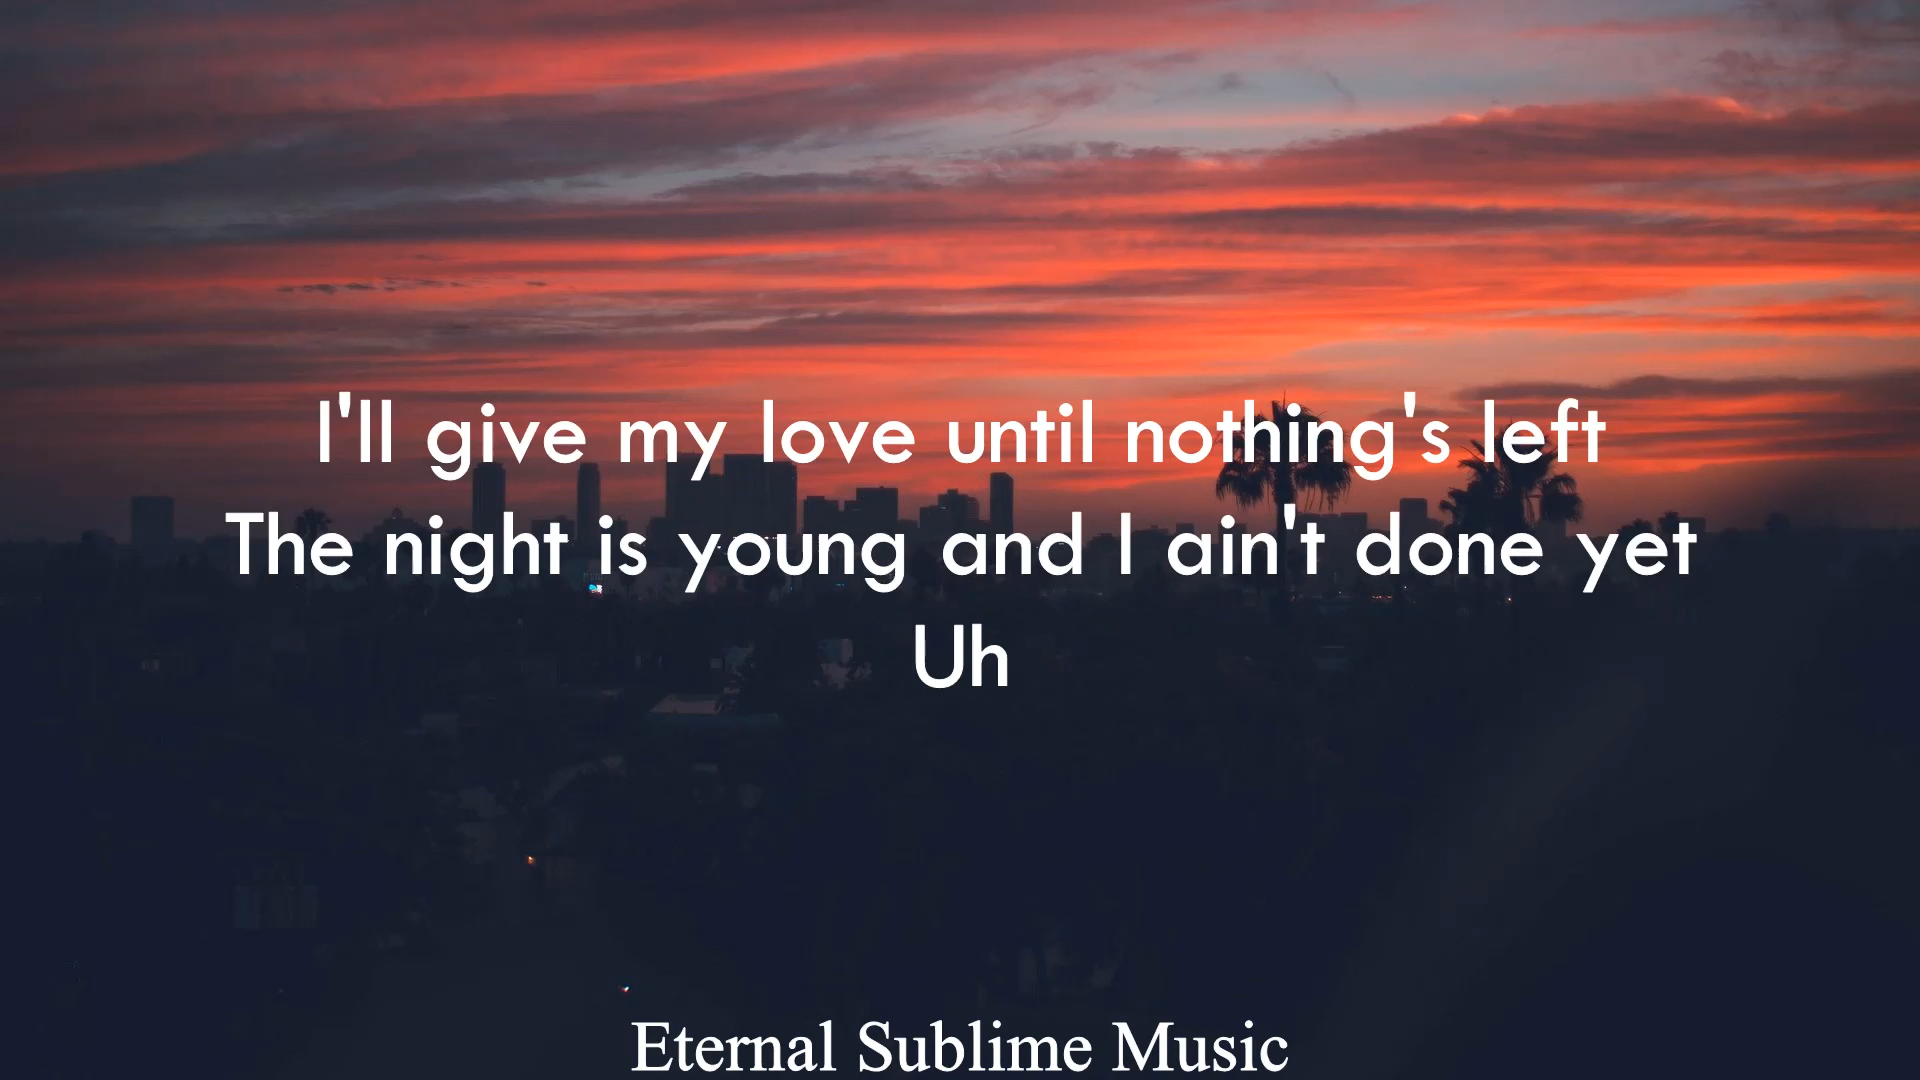 I'll give my love until nothing's left
The night is young and I ain't done yet
Uh
Eternal Sublime Music